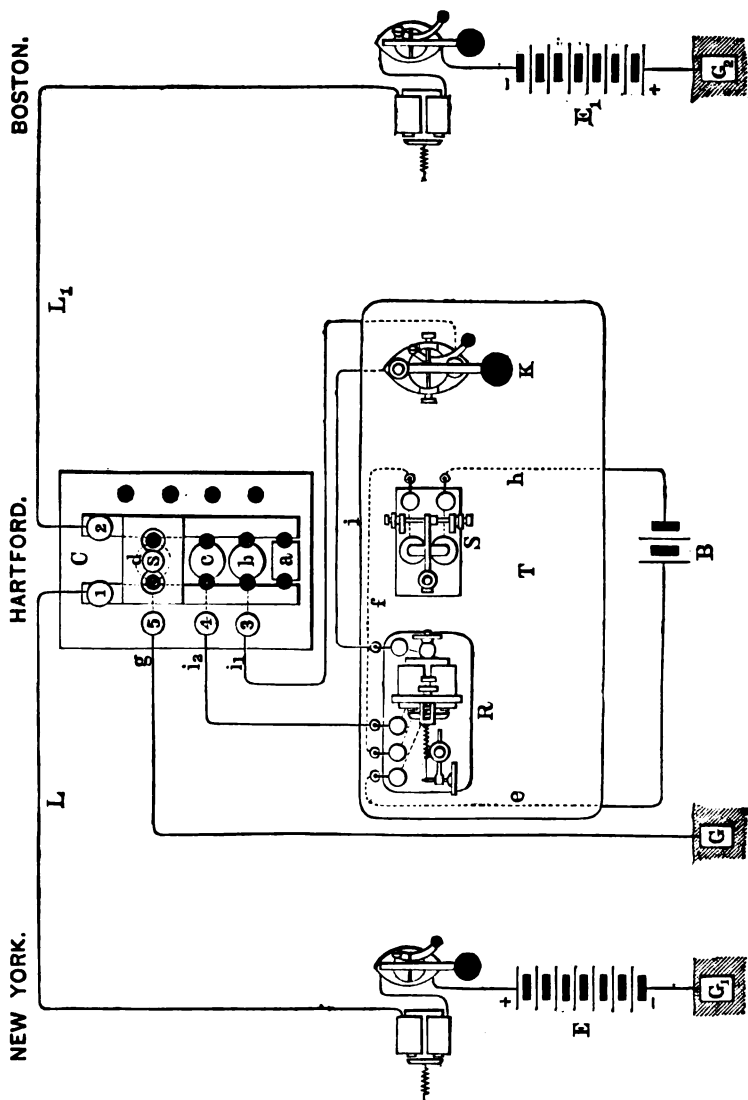 NEW YORK. HARTFORD. BOSTON.
L L₁
C
1 2
g 5 d S
i₂ 4 c
i₁ 3 b
a
i
f
R S K
e T h
+ −
E B E₁
− +
G₁ G G₂